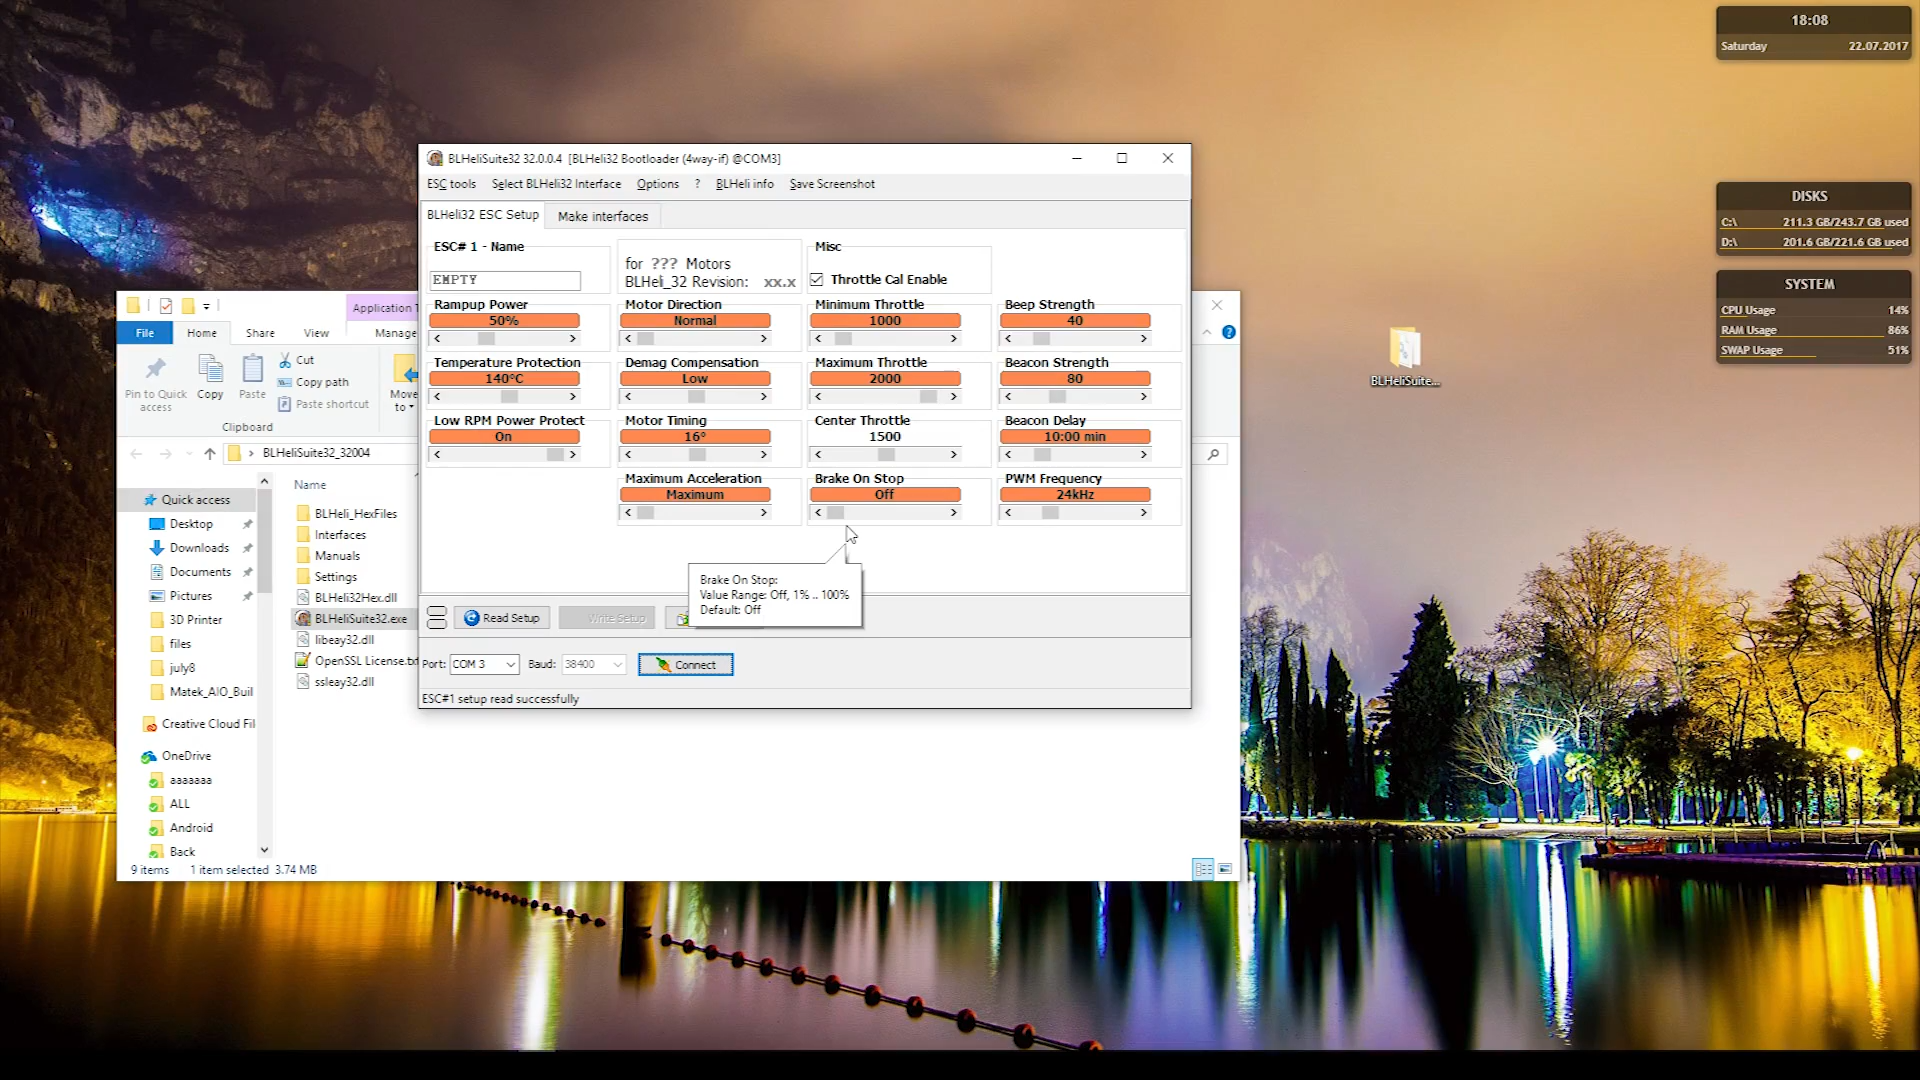 18:08
Saturday 22.07.2017
DISKS
C:\ 211.3 GB/243.7 GB used
D:\ 201.6 GB/221.6 GB used
SYSTEM
CPU Usage 14%
RAM Usage 86%
SWAP Usage 51%
BLHeliSuite...
BLHeliSuite32 32.0.0.4 [BLHeli32 Bootloader (4way-if) @COM3]
ESC tools Select BLHeli32 Interface Options ? BLHeli info Save Screenshot
BLHeli32 ESC Setup Make interfaces
ESC# 1 - Name
EMPTY
for ??? Motors
BLHeli_32 Revision: xx.x
Misc
Throttle Cal Enable
Rampup Power
50%
Motor Direction
Normal
Minimum Throttle
1000
Beep Strength
40
Temperature Protection
140°C
Demag Compensation
Low
Maximum Throttle
2000
Beacon Strength
80
Low RPM Power Protect
On
Motor Timing
16°
Center Throttle
1500
Beacon Delay
10:00 min
Maximum Acceleration
Maximum
Brake On Stop
Off
PWM Frequency
24kHz
Brake On Stop:
Value Range: Off, 1% .. 100%
Default: Off
Read Setup Write Setup
Port: COM 3 Baud: 38400 Connect
ESC#1 setup read successfully
Application
File Home Share View Manage
Pin to Quick
access
Copy
Paste
Cut
Copy path
Paste shortcut
Move
to
Clipboard
BLHeliSuite32_32004
Quick access
Desktop
Downloads
Documents
Pictures
3D Printer
files
july8
Matek_AIO_Buil
Creative Cloud Fil
OneDrive
aaaaaaa
ALL
Android
Back
Name
BLHeli_HexFiles
Interfaces
Manuals
Settings
BLHeli32Hex.dll
BLHeliSuite32.exe
libeay32.dll
OpenSSL License.txt
ssleay32.dll
9 items 1 item selected 3.74 MB